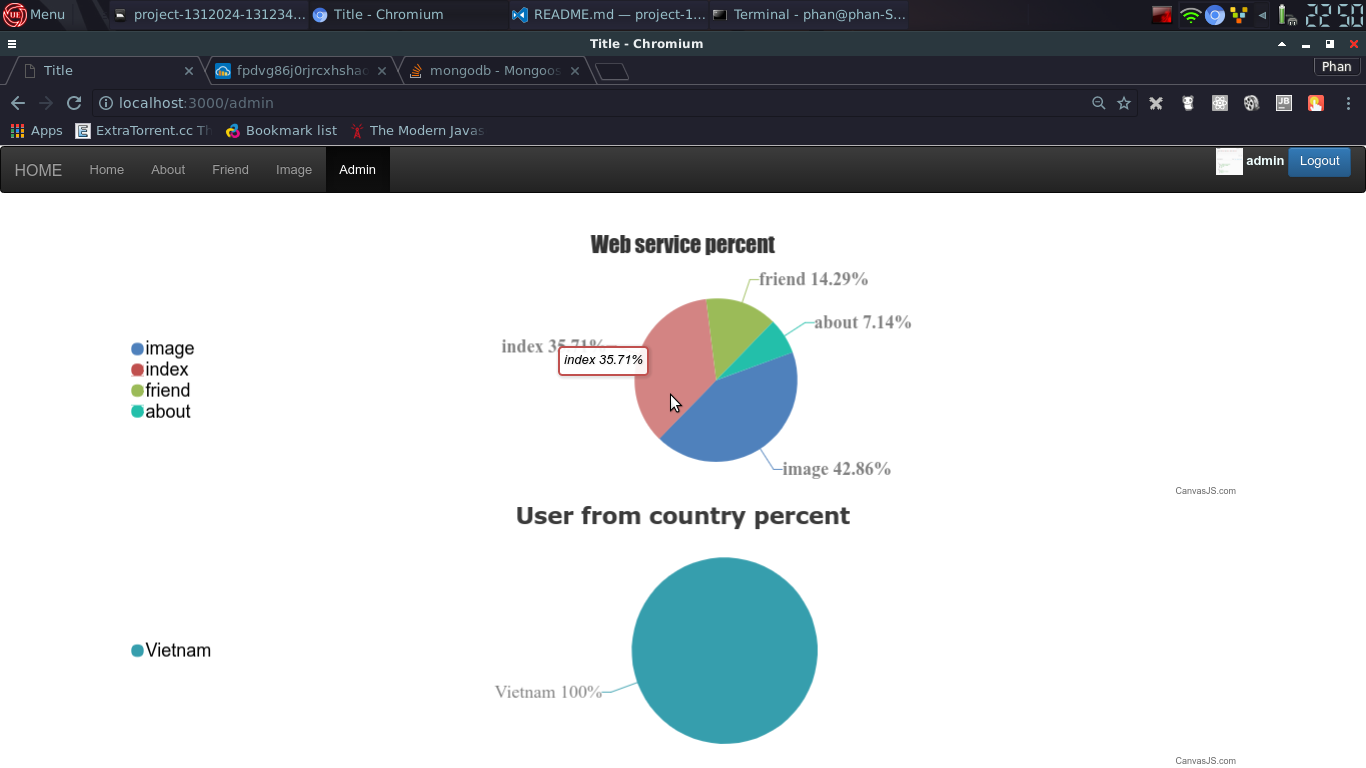 Menu
project-1312024-131234...
Title - Chromium
README.md — project-1...
Terminal - phan@phan-S...
22 50
Title - Chromium
Title
fpdvg86j0rjrcxhshac
mongodb - Mongoos
Phan
localhost:3000/admin
JB
Apps
ExtraTorrent.cc Th
Bookmark list
The Modern Javas
HOME
Home
About
Friend
Image
Admin
admin
Logout
Web service percent
friend 14.29%
about 7.14%
index 35.71%
index 35.71%
image 42.86%
image
index
friend
about
CanvasJS.com
User from country percent
Vietnam
Vietnam 100%
CanvasJS.com